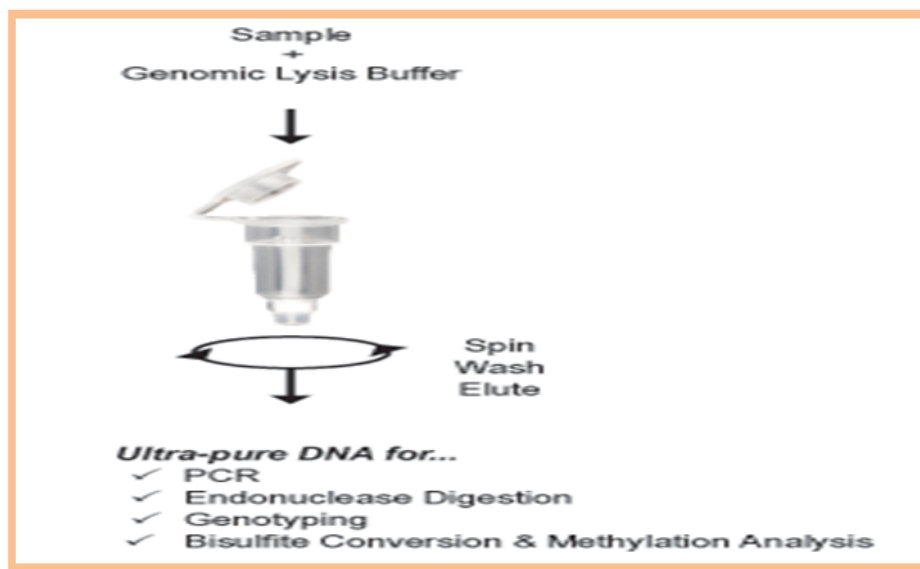 Sample
+
Genomic Lysis Buffer
Spin
Wash
Elute
Ultra-pure DNA for...
✓ PCR
✓ Endonuclease Digestion
✓ Genotyping
✓ Bisulfite Conversion & Methylation Analysis